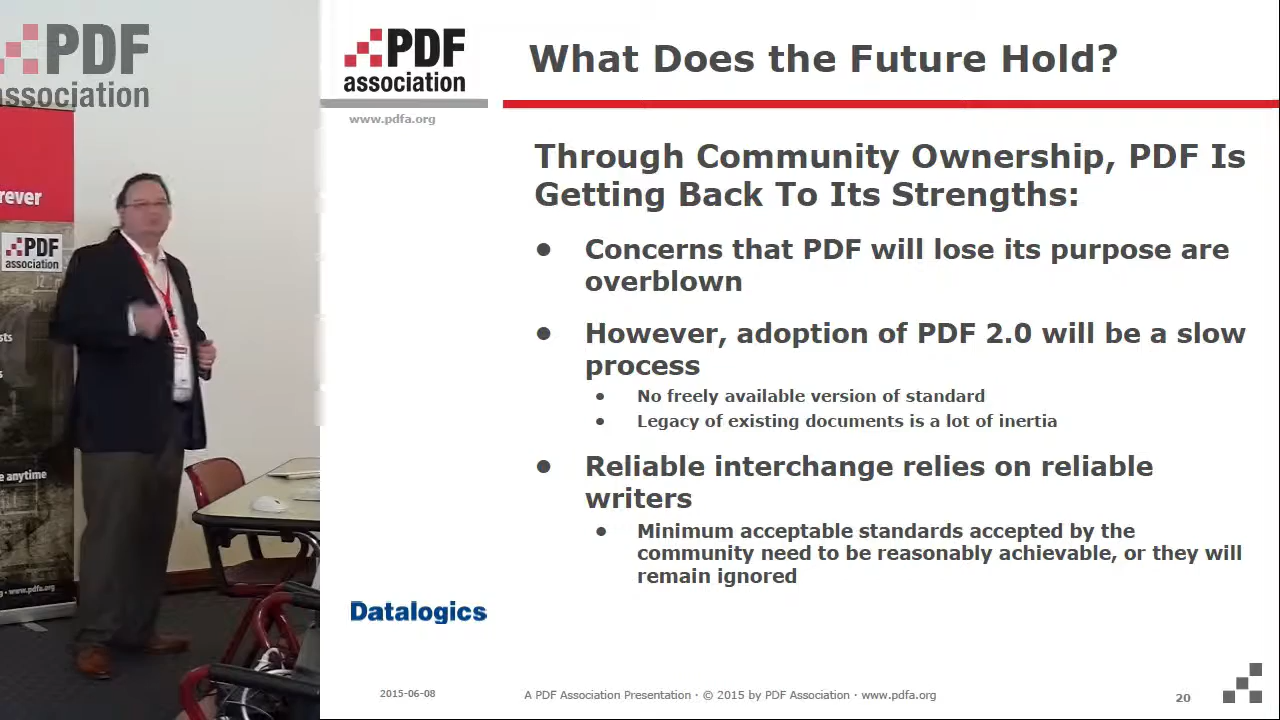 PDF
association
rever
PDF
association
sts
e anytime
• www.pdfa.org
PDF
association
www.pdfa.org
What Does the Future Hold?
Through Community Ownership, PDF Is
Getting Back To Its Strengths:
• Concerns that PDF will lose its purpose are
overblown
• However, adoption of PDF 2.0 will be a slow
process
• No freely available version of standard
• Legacy of existing documents is a lot of inertia
• Reliable interchange relies on reliable
writers
• Minimum acceptable standards accepted by the
community need to be reasonably achievable, or they will
remain ignored
Datalogics
2015-06-08
A PDF Association Presentation · © 2015 by PDF Association · www.pdfa.org
20